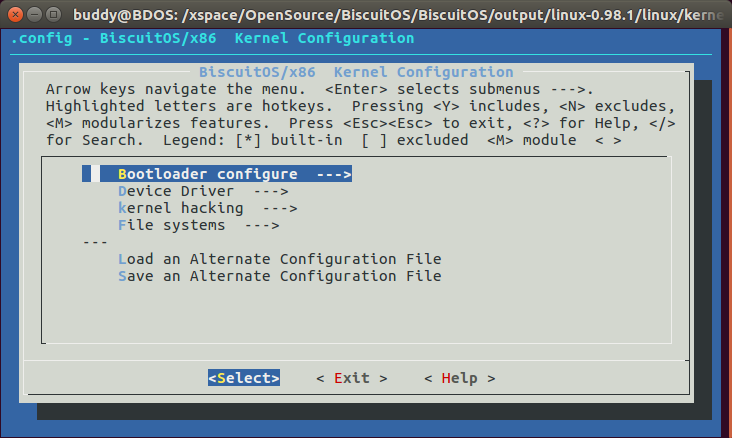 buddy@BDOS: /xspace/OpenSource/BiscuitOS/BiscuitOS/output/linux-0.98.1/linux/kerne
.config - BiscuitOS/x86  Kernel Configuration
BiscuitOS/x86  Kernel Configuration
Arrow keys navigate the menu.  <Enter> selects submenus --->.
Highlighted letters are hotkeys.  Pressing <Y> includes, <N> excludes,
<M> modularizes features.  Press <Esc><Esc> to exit, <?> for Help, </>
for Search.  Legend: [*] built-in  [ ] excluded  <M> module  < >
Bootloader configure  --->
Device Driver  --->
kernel hacking  --->
File systems  --->
---
Load an Alternate Configuration File
Save an Alternate Configuration File
<Select>    < Exit >    < Help >